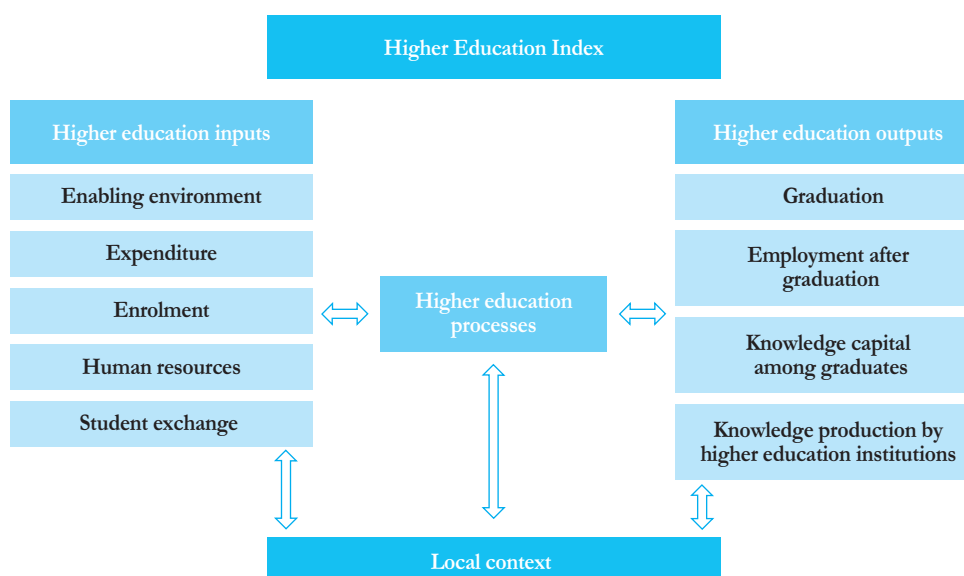 Higher Education Index
Higher education inputs
Enabling environment
Expenditure
Enrolment
Human resources
Student exchange
Higher education
processes
Higher education outputs
Graduation
Employment after
graduation
Knowledge capital
among graduates
Knowledge production by
higher education institutions
Local context